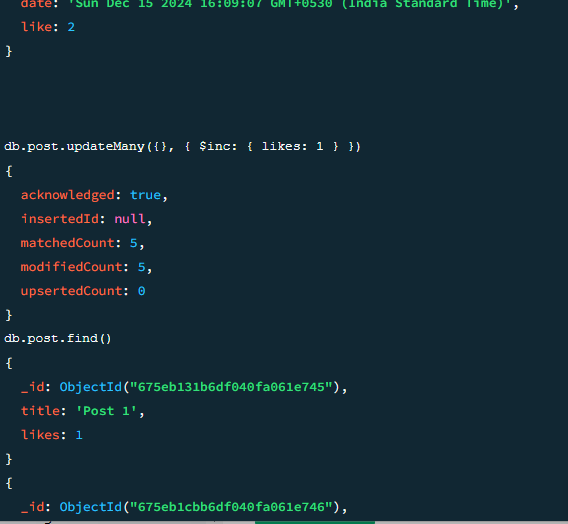 date: 'Sun Dec 15 2024 16:09:07 GMT+0530 (India Standard Time)',
like: 2
}
db.post.updateMany({}, { $inc: { likes: 1 } })
{
acknowledged: true,
insertedId: null,
matchedCount: 5,
modifiedCount: 5,
upsertedCount: 0
}
db.post.find()
{
_id: ObjectId("675eb131b6df040fa061e745"),
title: 'Post 1',
likes: 1
}
{
_id: ObjectId("675eb1cbb6df040fa061e746"),